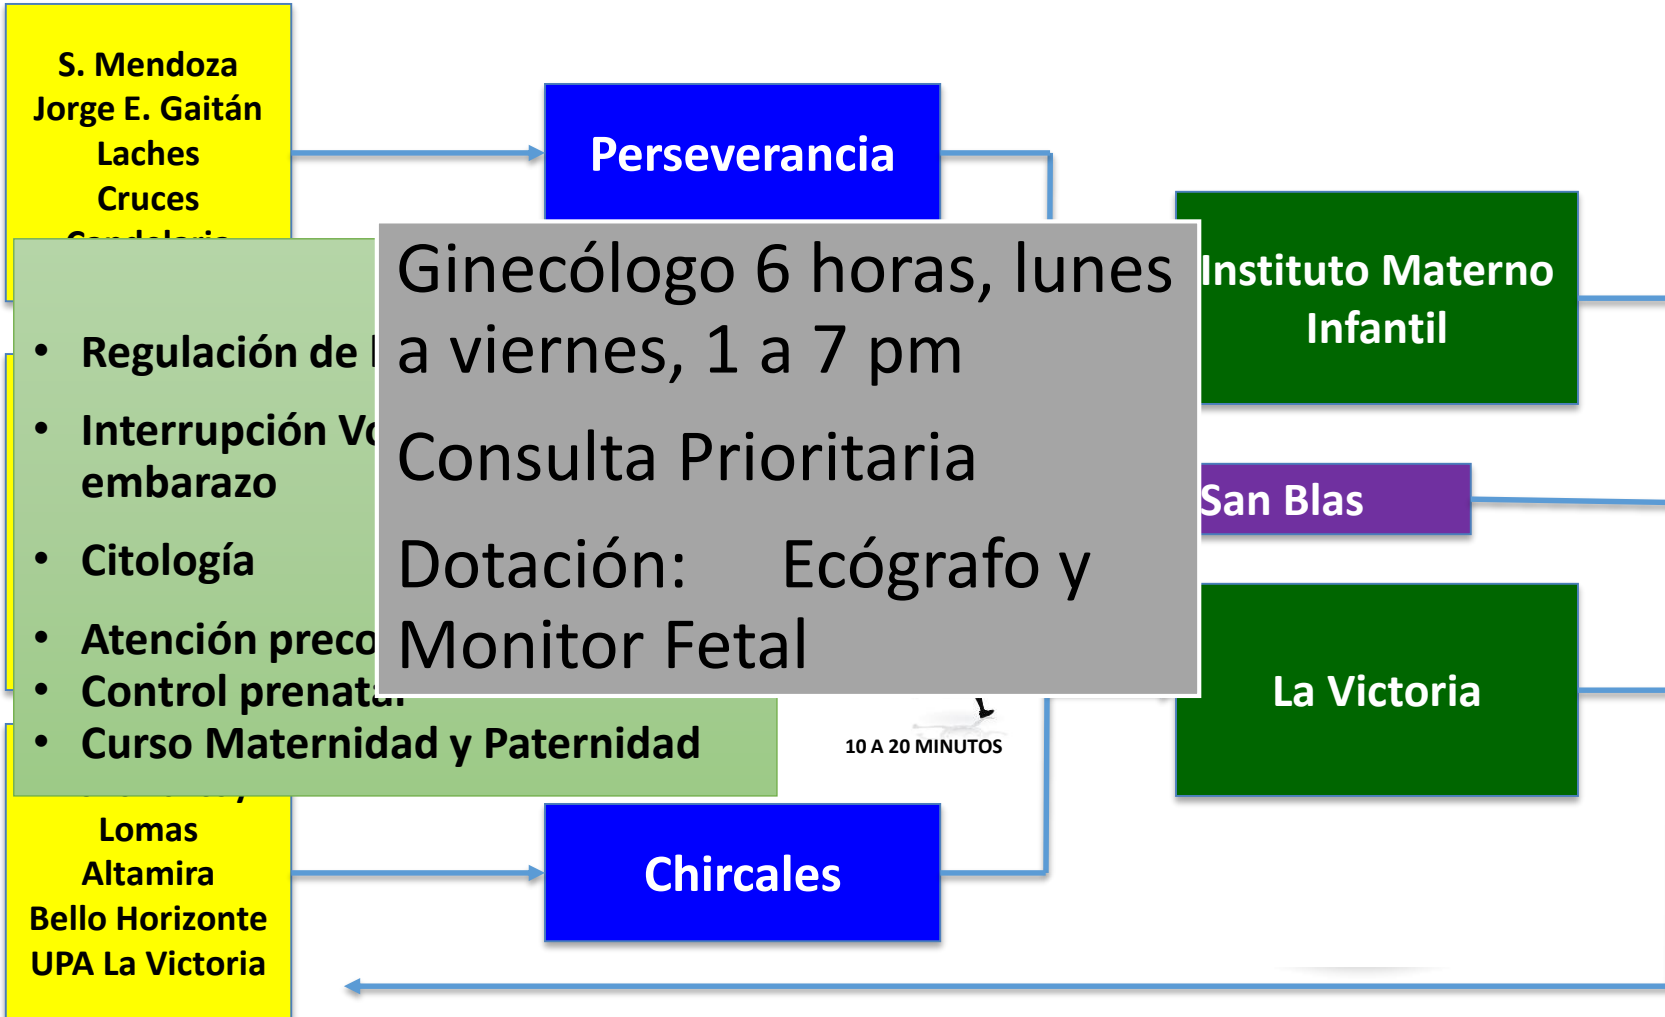 S. Mendoza
Jorge E. Gaitán
Laches
Cruces
Perseverancia
Instituto Materno
Infantil
Ginecólogo 6 horas, lunes
a viernes, 1 a 7 pm
Consulta Prioritaria
Dotación: Ecógrafo y
Monitor Fetal
• Regulación de
• Interrupción
embarazo
• Citología
• Atención
• Control prenatal
• Curso Maternidad y Paternidad
San Blas
La Victoria
10 A 20 MINUTOS
Lomas
Altamira
Bello Horizonte
UPA La Victoria
Chircales